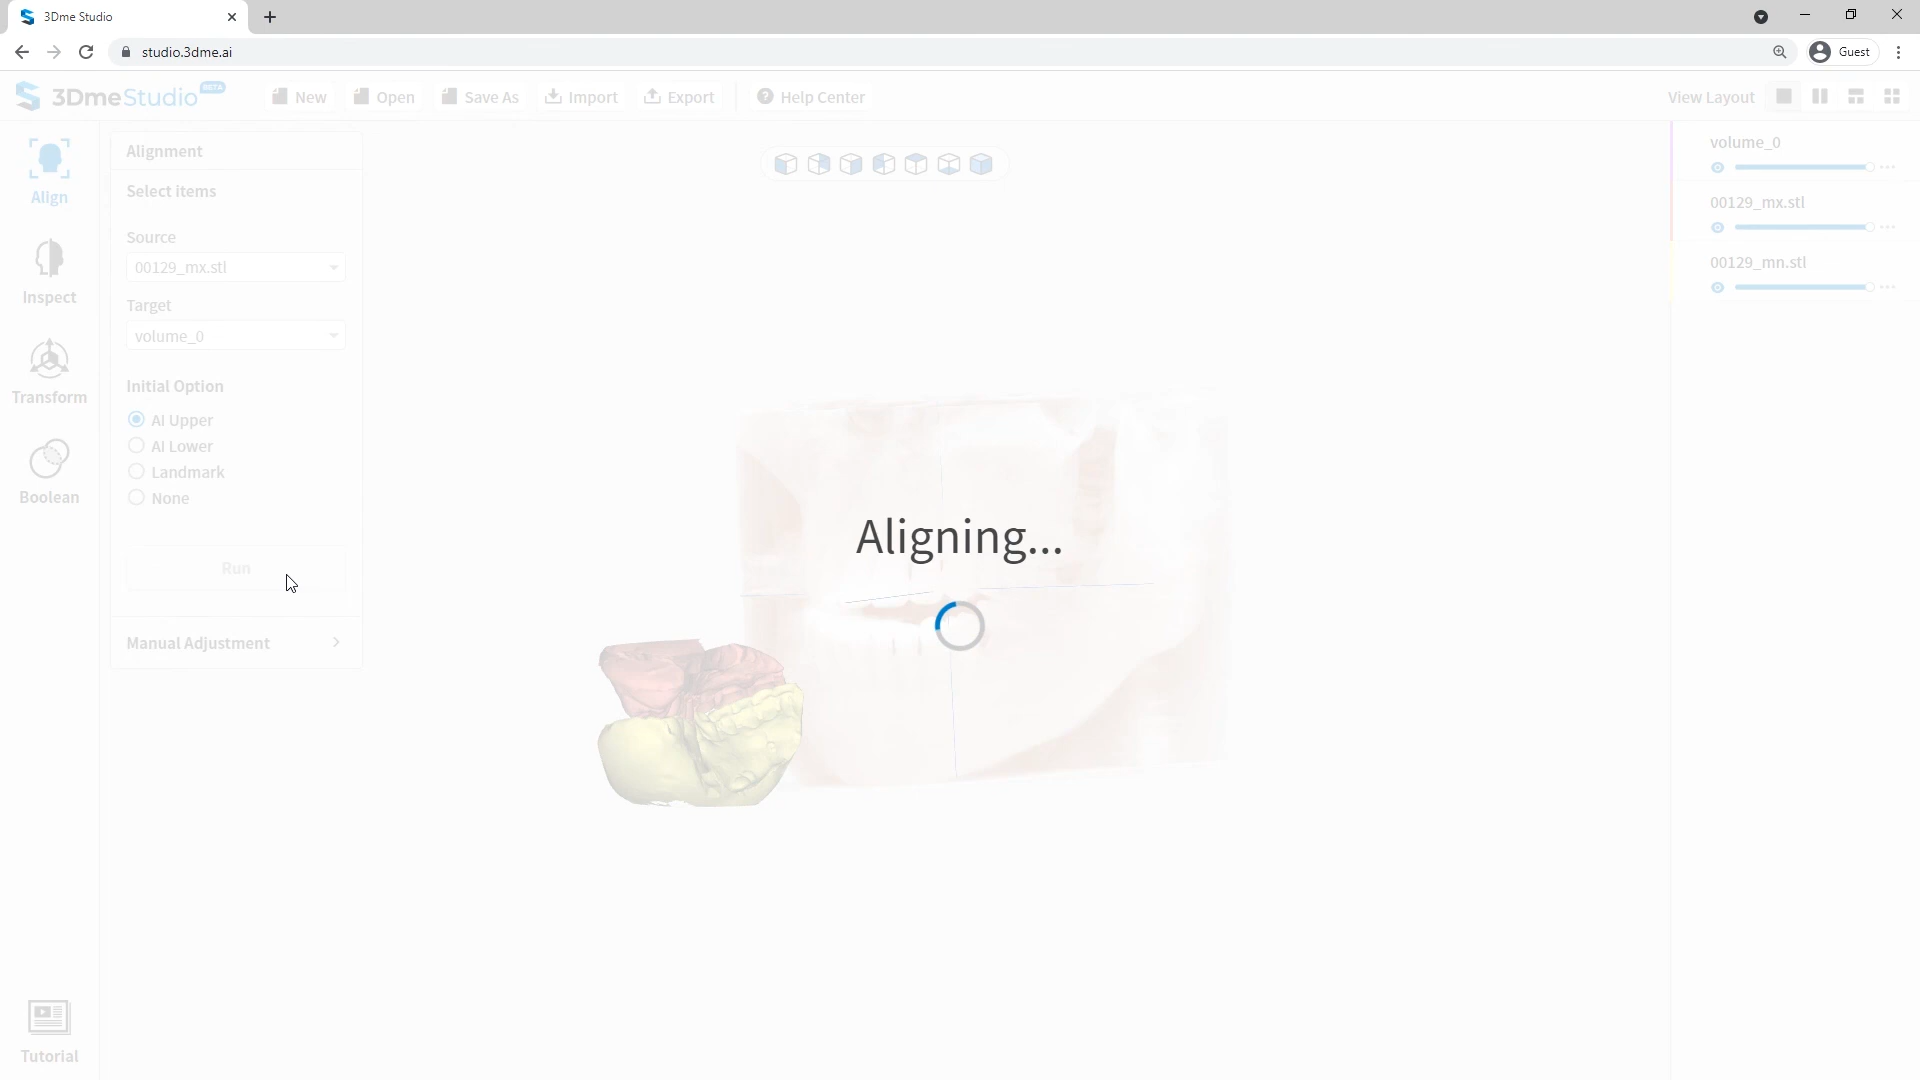 3Dme Studio
studio.3dme.ai
Guest
3DmeStudio BETA
New
Open
Save As
Import
Export
Help Center
View Layout
Align
Inspect
Transform
Boolean
Tutorial
Alignment
Select items
Source
00129_mx.stl
Target
volume_0
Initial Option
AI Upper
AI Lower
Landmark
None
Run
Manual Adjustment
Aligning...
volume_0
00129_mx.stl
00129_mn.stl